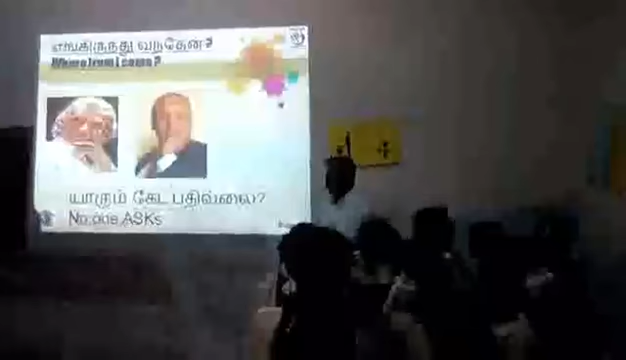 எங்கிருந்து வந்தேன்?
Where from I came?
யாரும் கேட்பதில்லை?
No one ASKs